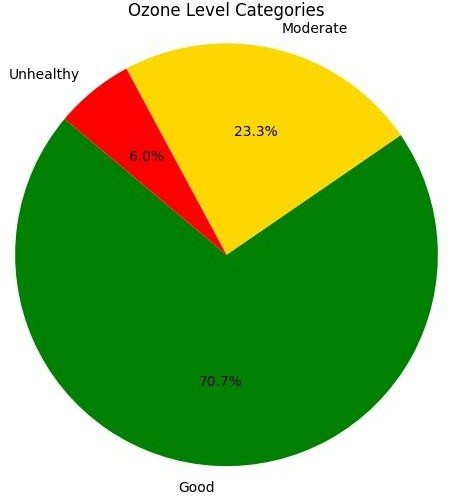 Ozone Level Categories
Moderate
Unhealthy
23.3%
6.0%
70.7%
Good